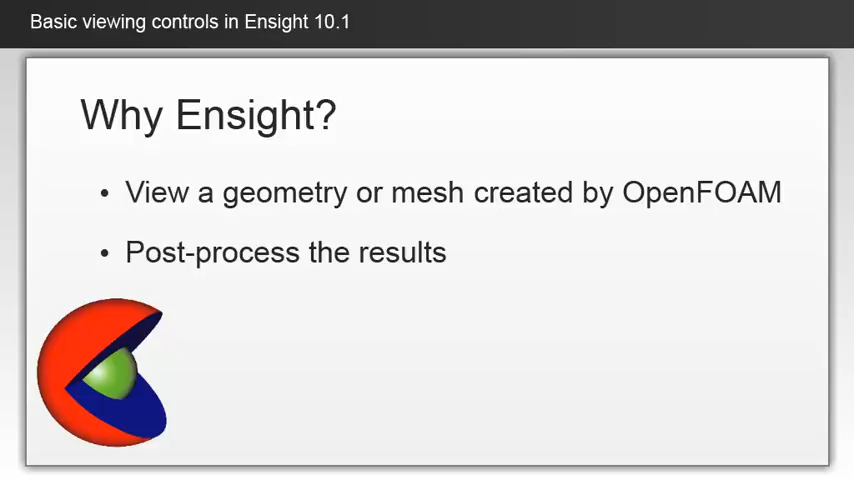 Basic viewing controls in Ensight 10.1
Why Ensight?
• View a geometry or mesh created by OpenFOAM
• Post-process the results